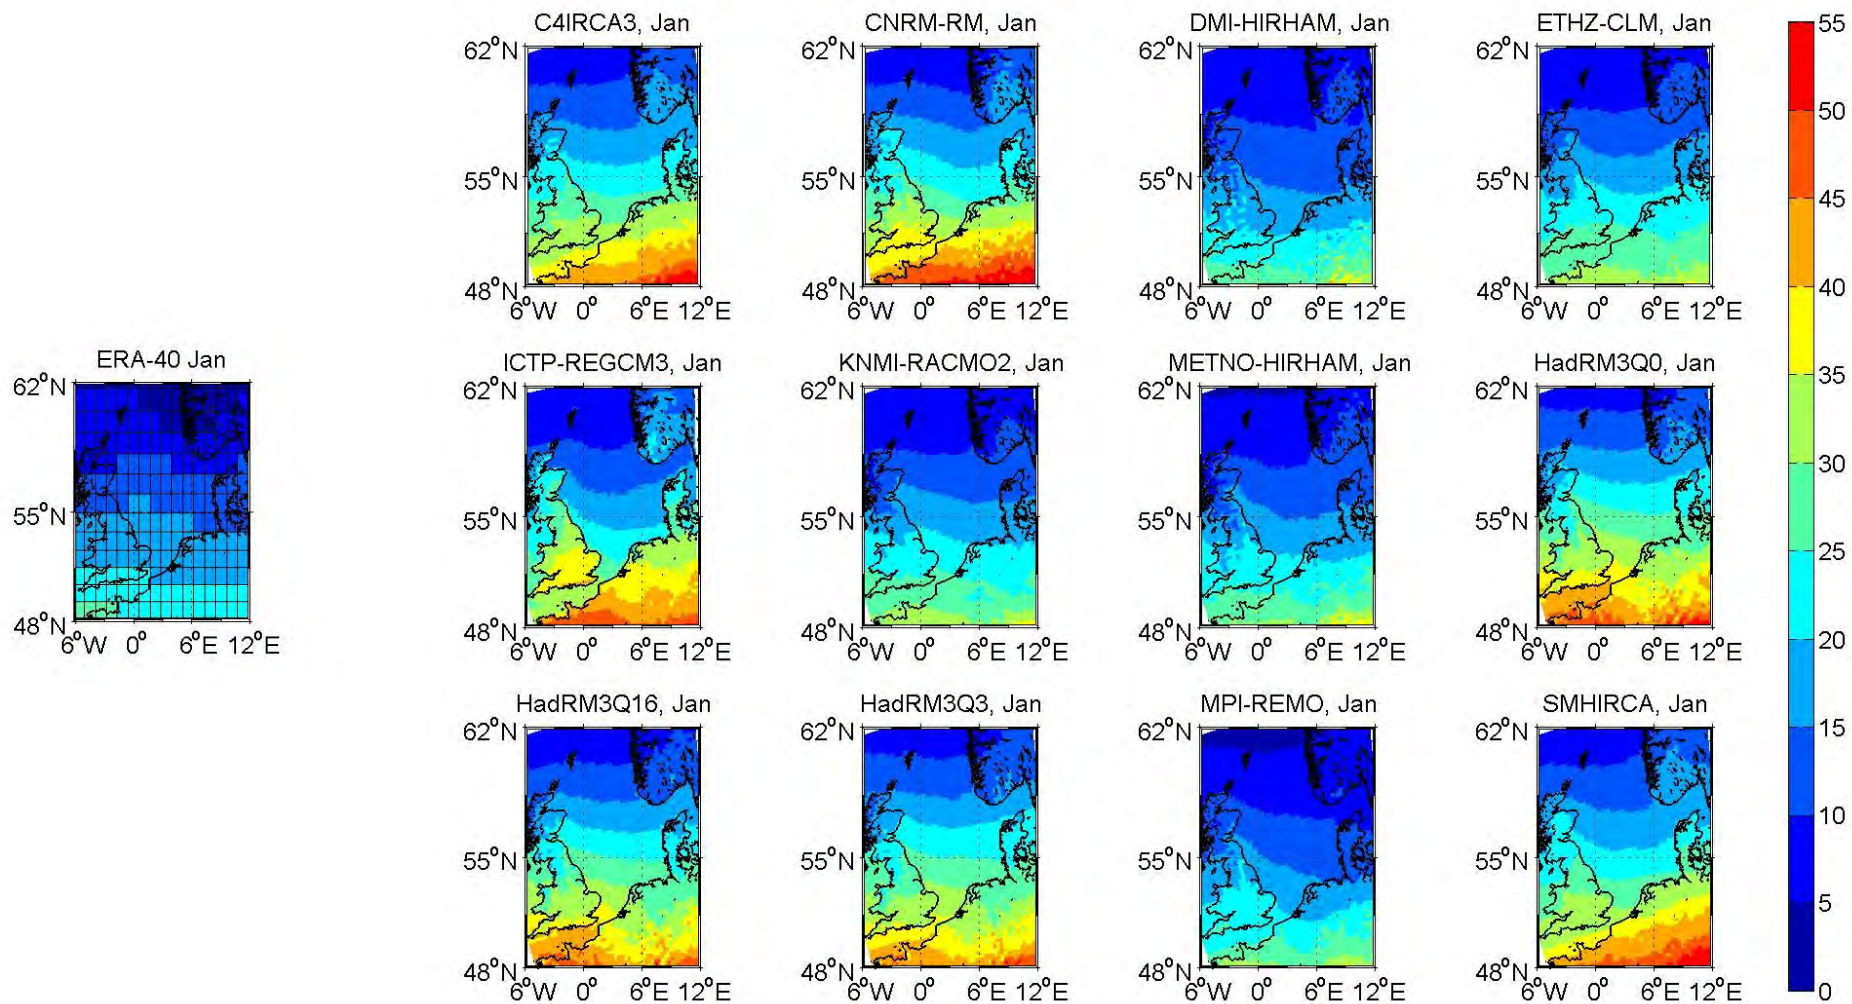 C4IRCA3, Jan
CNRM-RM, Jan
DMI-HIRHAM, Jan
ETHZ-CLM, Jan
62°N
55°N
48°N
6°W 0° 6°E 12°E
62°N
55°N
48°N
6°W 0° 6°E 12°E
62°N
55°N
48°N
6°W 0° 6°E 12°E
62°N
55°N
48°N
6°W 0° 6°E 12°E
ERA-40 Jan
62°N
55°N
48°N
6°W 0° 6°E 12°E
ICTP-REGCM3, Jan
KNMI-RACMO2, Jan
METNO-HIRHAM, Jan
HadRM3Q0, Jan
62°N
55°N
48°N
6°W 0° 6°E 12°E
62°N
55°N
48°N
6°W 0° 6°E 12°E
62°N
55°N
48°N
6°W 0° 6°E 12°E
62°N
55°N
48°N
6°W 0° 6°E 12°E
HadRM3Q16, Jan
HadRM3Q3, Jan
MPI-REMO, Jan
SMHIRCA, Jan
62°N
55°N
48°N
6°W 0° 6°E 12°E
62°N
55°N
48°N
6°W 0° 6°E 12°E
62°N
55°N
48°N
6°W 0° 6°E 12°E
62°N
55°N
48°N
6°W 0° 6°E 12°E
55
50
45
40
35
30
25
20
15
10
5
0